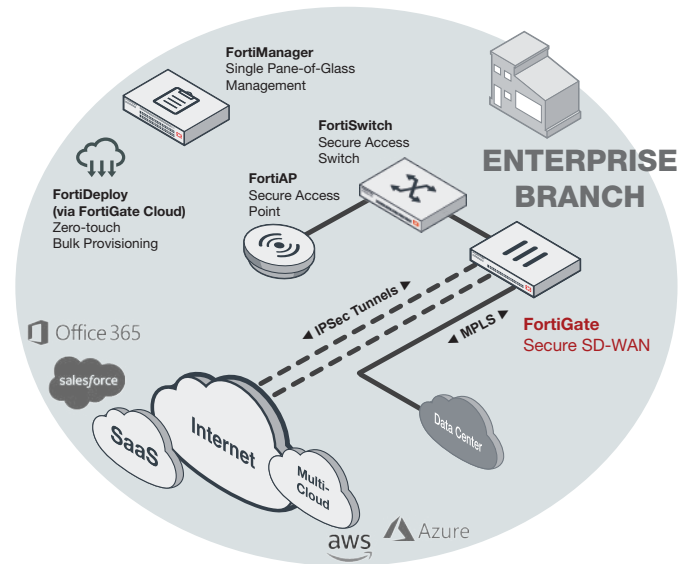 FortiManager
Single Pane-of-Glass
Management
FortiSwitch
Secure Access
Switch
ENTERPRISE
BRANCH
FortiAP
Secure Access
Point
FortiDeploy
(via FortiGate Cloud)
Zero-touch
Bulk Provisioning
IPSec Tunnels
MPLS
FortiGate
Secure SD-WAN
Office 365
salesforce
SaaS
Internet
Multi-
Cloud
Data Center
aws
Azure